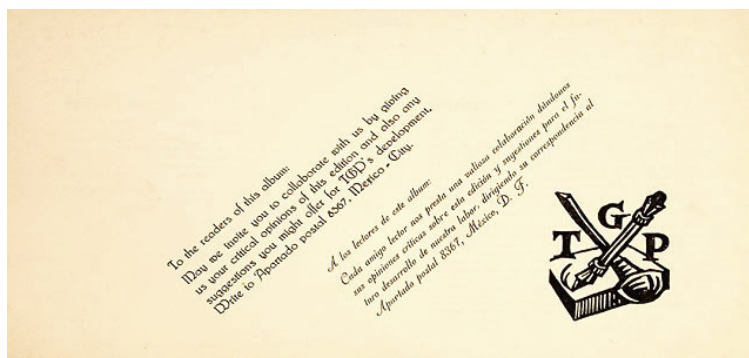 To the readers of this album:
May we invite you to collaborate with us by giving
us your critical opinions of this edition and also any
suggestions you might offer for TGP's development.
Write to Apartado postal 8367, Mexico - City.
A los lectores de este album:
Cada amigo lector nos presta una valiosa colaboración dándonos
sus opiniones críticas sobre esta edición y sugestiones para el fu-
turo desarrollo de nuestra labor, dirigiendo su correspondencia al
Apartado postal 8367, México, D. F.
T G P